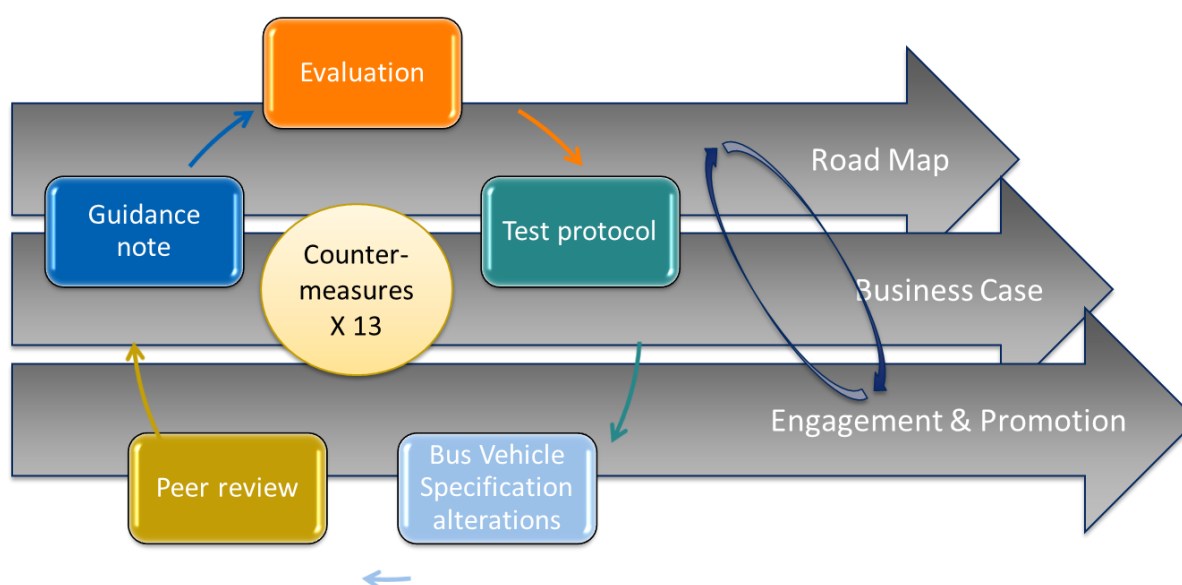 Evaluation
Road Map
Guidance
note
Test protocol
Counter-
measures
X 13
Business Case
Engagement & Promotion
Peer review
Bus Vehicle
Specification
alterations